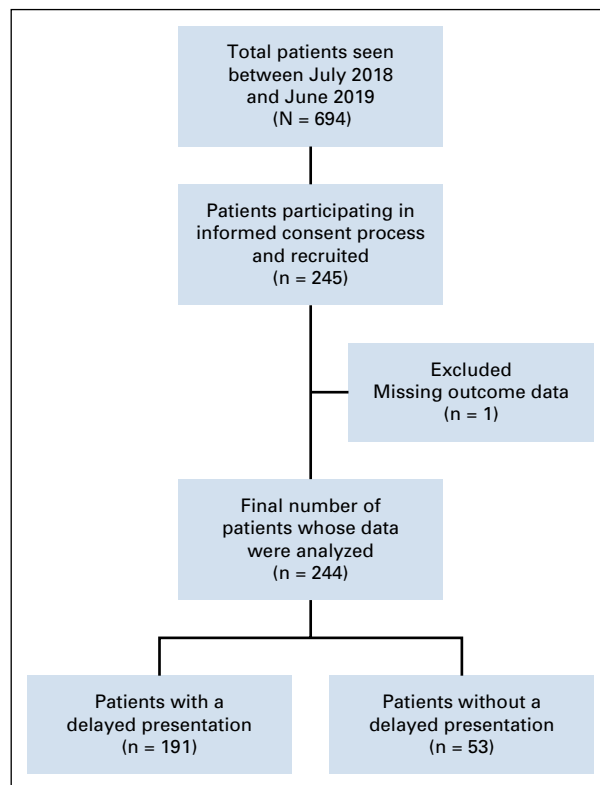 Total patients seen
between July 2018
and June 2019
(N = 694)
Patients participating in
informed consent process
and recruited
(n = 245)
Excluded
Missing outcome data
(n = 1)
Final number of
patients whose data
were analyzed
(n = 244)
Patients with a
delayed presentation
(n = 191)
Patients without a
delayed presentation
(n = 53)